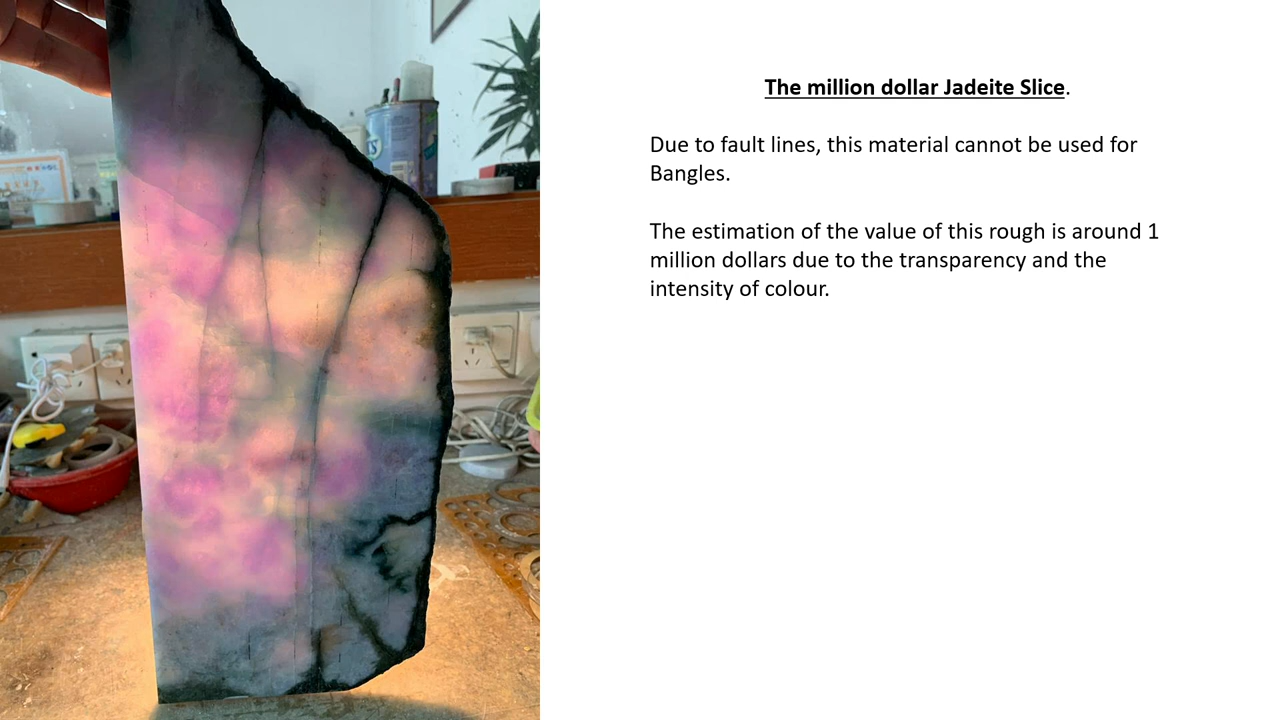 The million dollar Jadeite Slice.
Due to fault lines, this material cannot be used for
Bangles.
The estimation of the value of this rough is around 1
million dollars due to the transparency and the
intensity of colour.